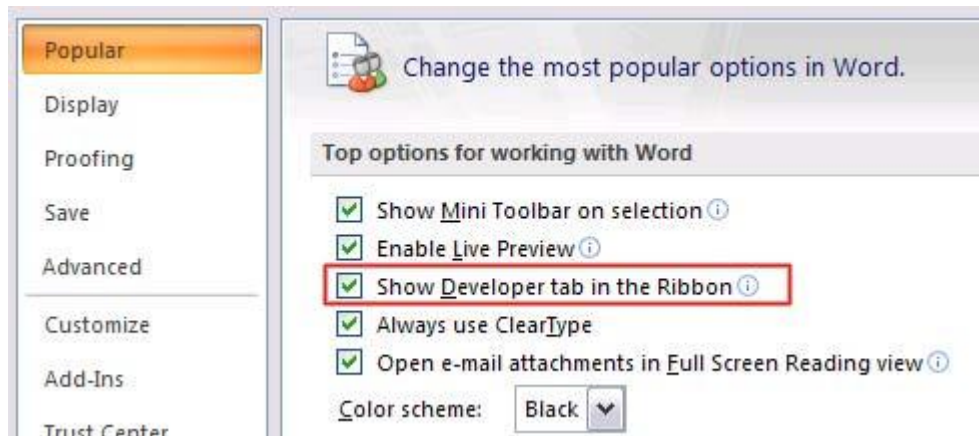 Popular
Display
Proofing
Save
Advanced
Customize
Add-Ins
Trust Center
Change the most popular options in Word.
Top options for working with Word
Show Mini Toolbar on selection
Enable Live Preview
Show Developer tab in the Ribbon
Always use ClearType
Open e-mail attachments in Full Screen Reading view
Color scheme: Black